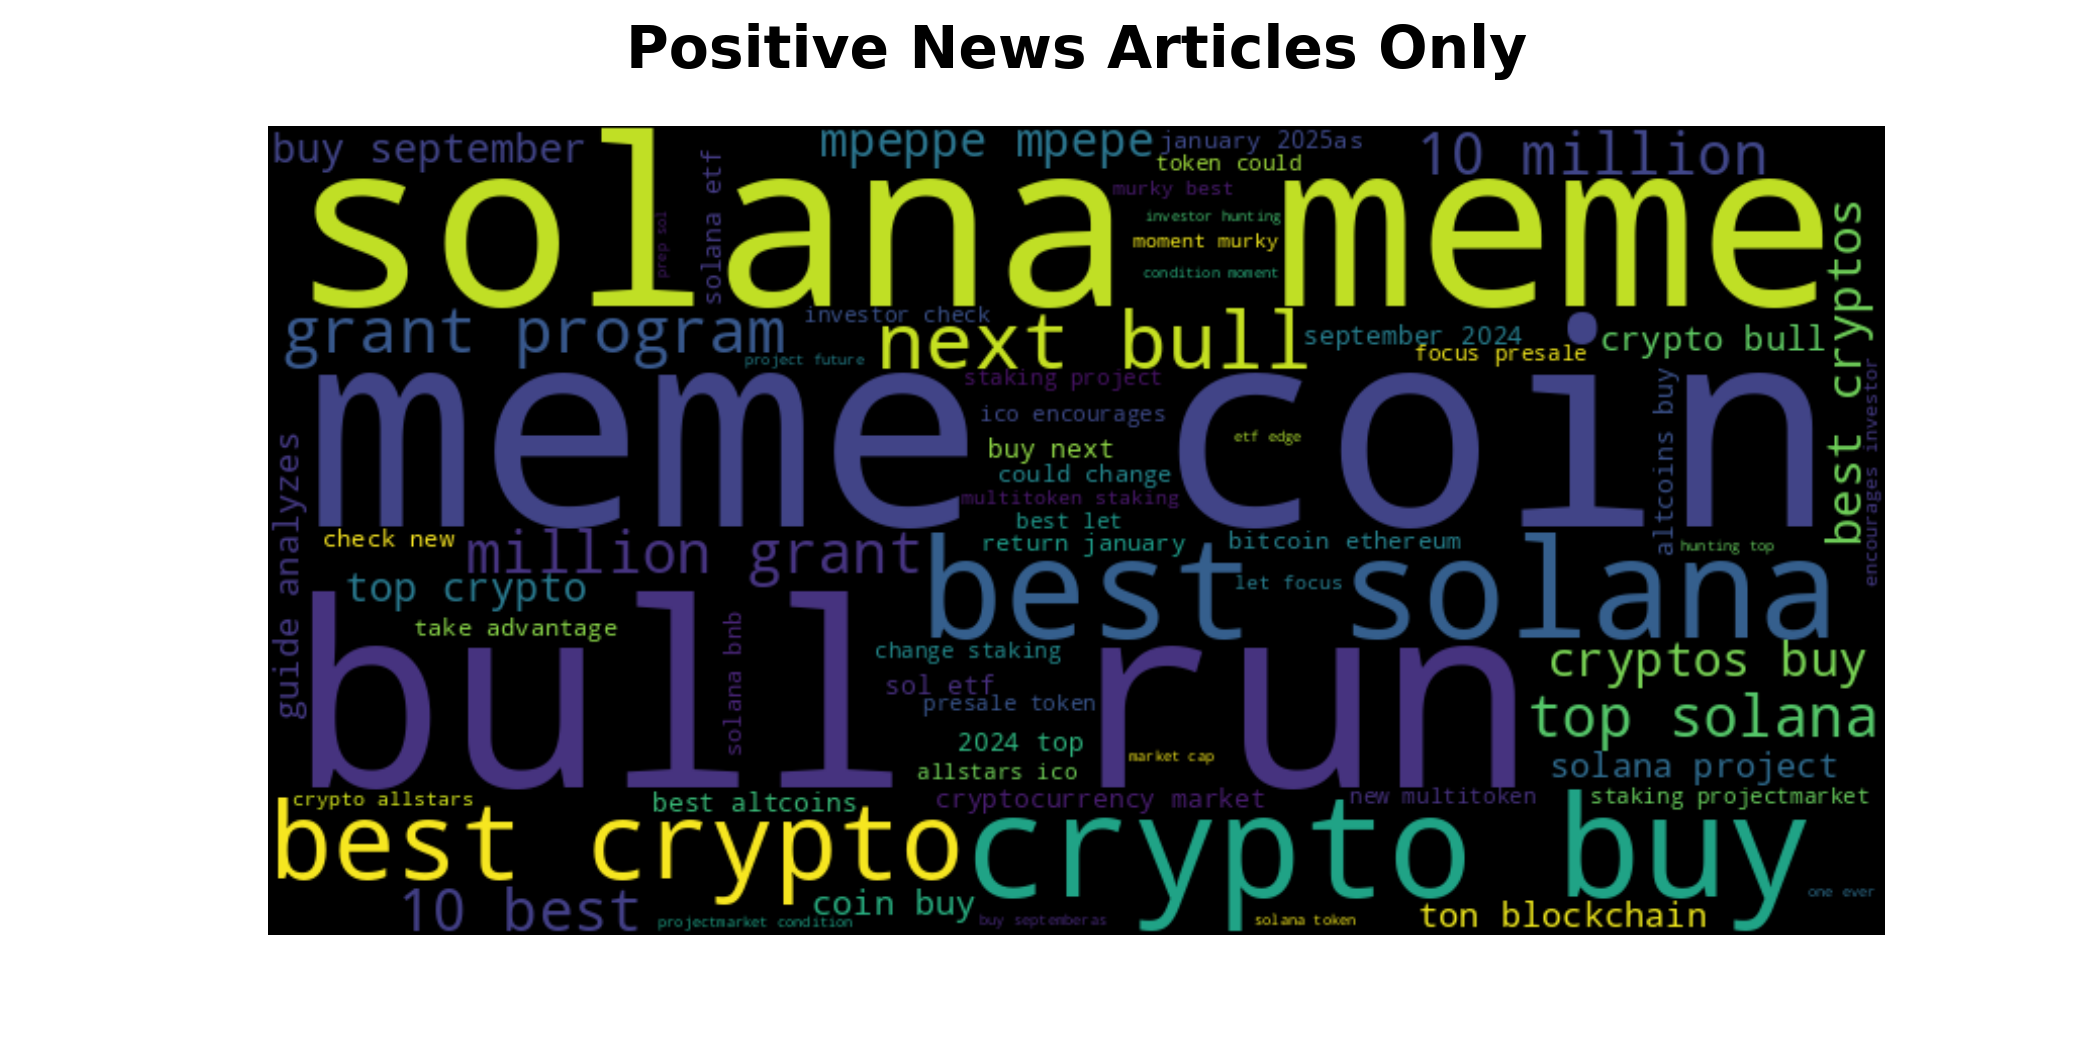 Positive News Articles Only
buy september
mpeppe mpepe
january 2025as
10 million
token could
solana etf
murky best
solana meme
investor hunting
prep sol
moment murky
condition moment
best cryptos
grant program
investor check
next bull
september 2024
crypto bull
project future
focus presale
meme coin
staking project
ico encourages
etf edge
buy next
could change
multitoken staking
altcoins buy
encourages investor
guide analyzes
best let
check new
million grant
return january
bitcoin ethereum
hunting top
top crypto
best solana
let focus
take advantage
bull run
solana bnb
change staking
cryptos buy
sol etf
presale token
top solana
2024 top
market cap
allstars ico
solana project
crypto allstars
best altcoins
cryptocurrency market
new multitoken
staking projectmarket
best crypto
crypto buy
10 best
coin buy
one ever
projectmarket condition
buy septemberas
solana token
ton blockchain